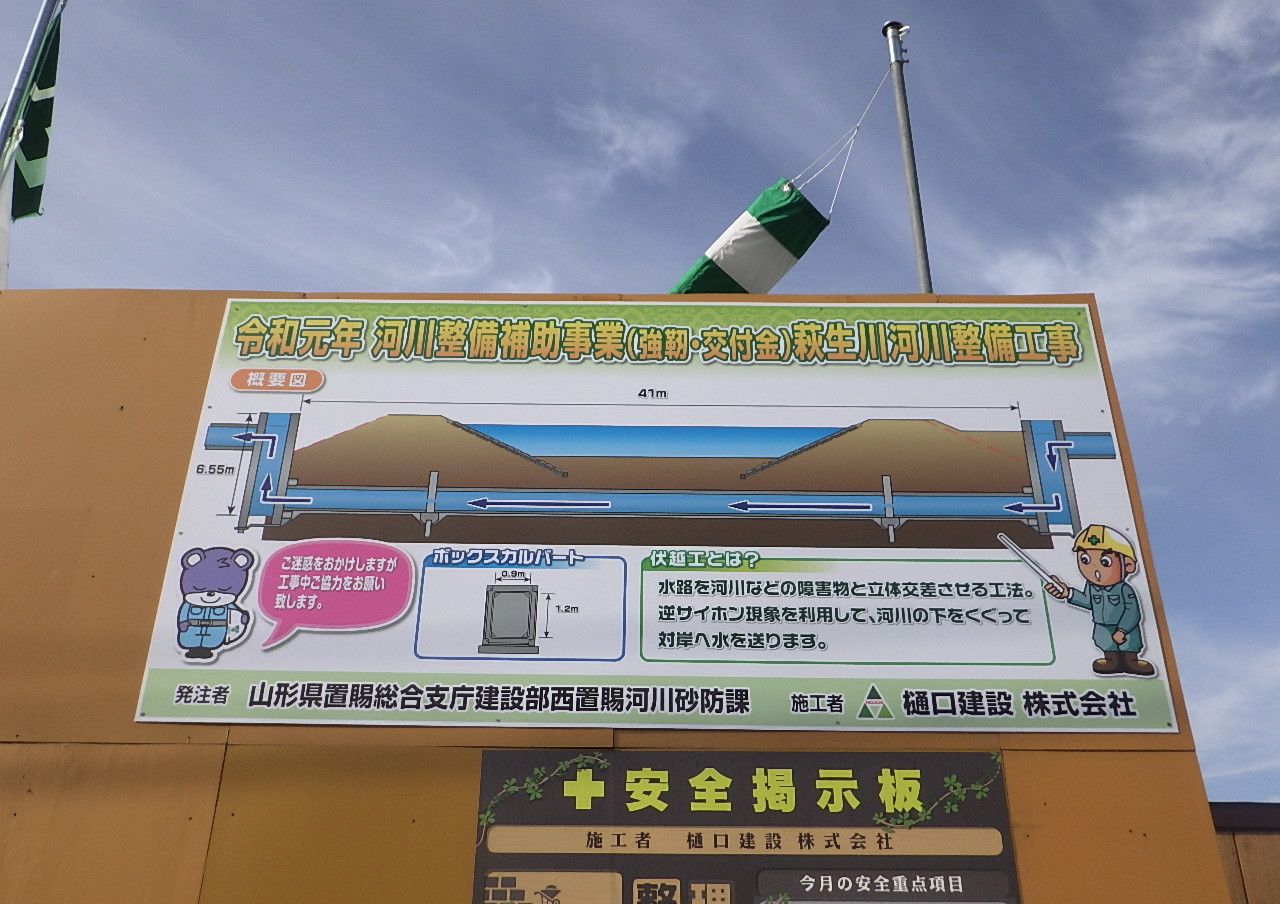 令和元年 河川整備補助事業(強靭・交付金)萩生川河川整備工事
概要図
41m
6.55m
ご迷惑をおかけしますが
工事中ご協力をお願い
致します。
ボックスカルバート
0.9m
1.2m
伏越工とは?
水路を河川などの障害物と立体交差させる工法。
逆サイホン現象を利用して、河川の下をくぐって
対岸へ水を送ります。
発注者 山形県置賜総合支庁建設部西置賜河川砂防課
施工者 樋口建設 株式会社
安全掲示板
施工者 樋口建設 株式会社
整理
今月の安全重点項目